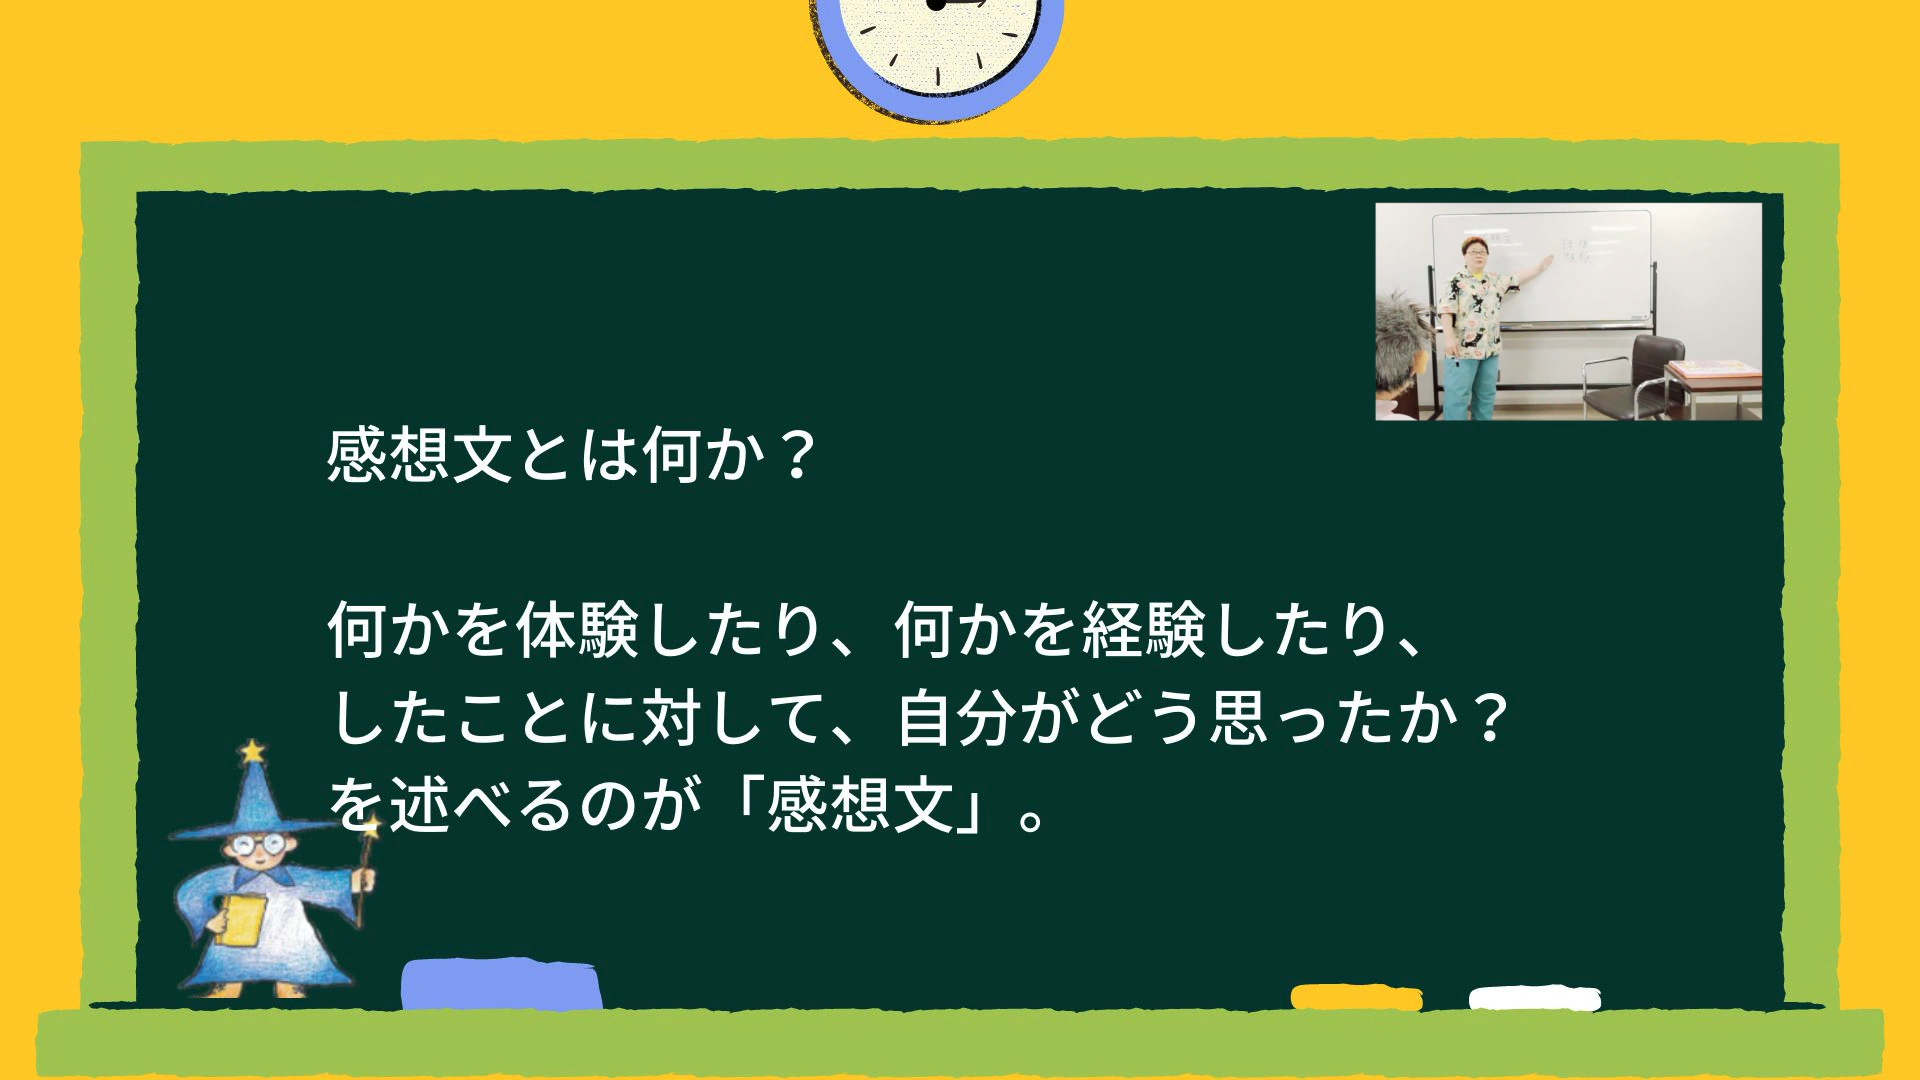 感想文とは何か？
何かを体験したり、何かを経験したり、
したことに対して、自分がどう思ったか？
を述べるのが「感想文」。